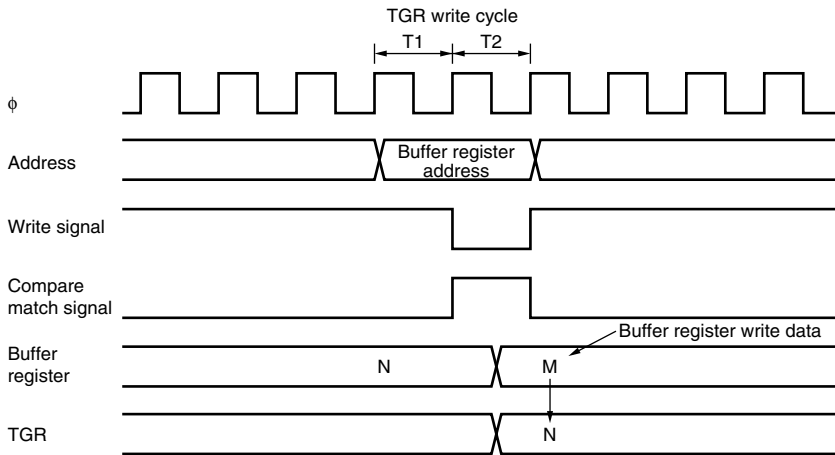 TGR write cycle
T1 T2
ϕ
Address
Buffer register
address
Write signal
Compare
match signal
Buffer register write data
Buffer
register
N M
TGR
N